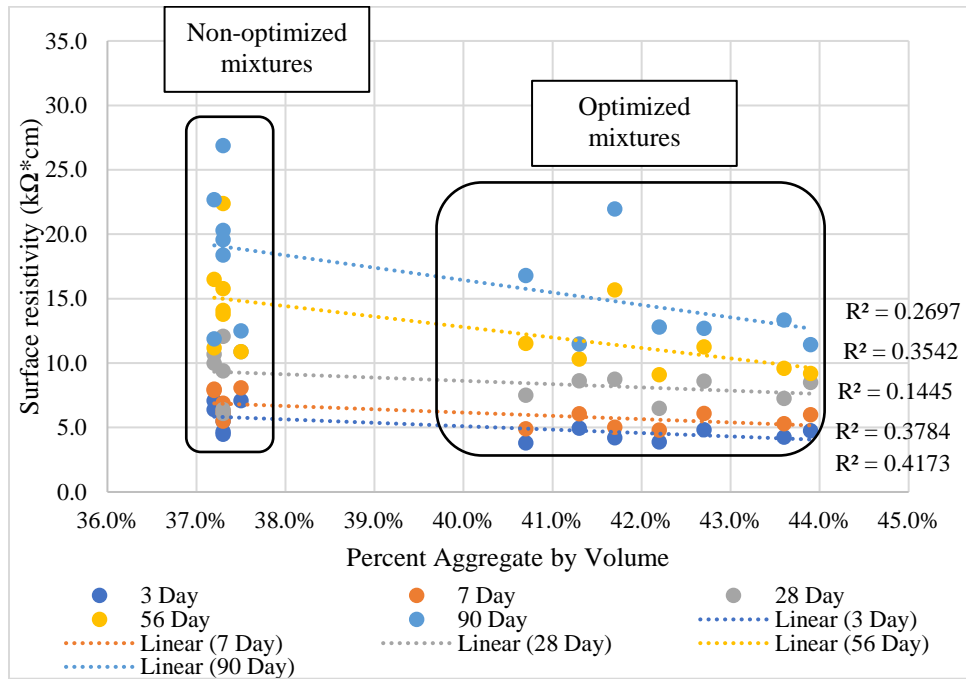 Non-optimized
mixtures
Optimized
mixtures
Surface resistivity (kΩ*cm)
35.0
30.0
25.0
20.0
15.0
10.0
5.0
0.0
R² = 0.2697
R² = 0.3542
R² = 0.1445
R² = 0.3784
R² = 0.4173
36.0% 37.0% 38.0% 39.0% 40.0% 41.0% 42.0% 43.0% 44.0% 45.0%
Percent Aggregate by Volume
3 Day 7 Day 28 Day
56 Day 90 Day Linear (3 Day)
Linear (7 Day) Linear (28 Day) Linear (56 Day)
Linear (90 Day)